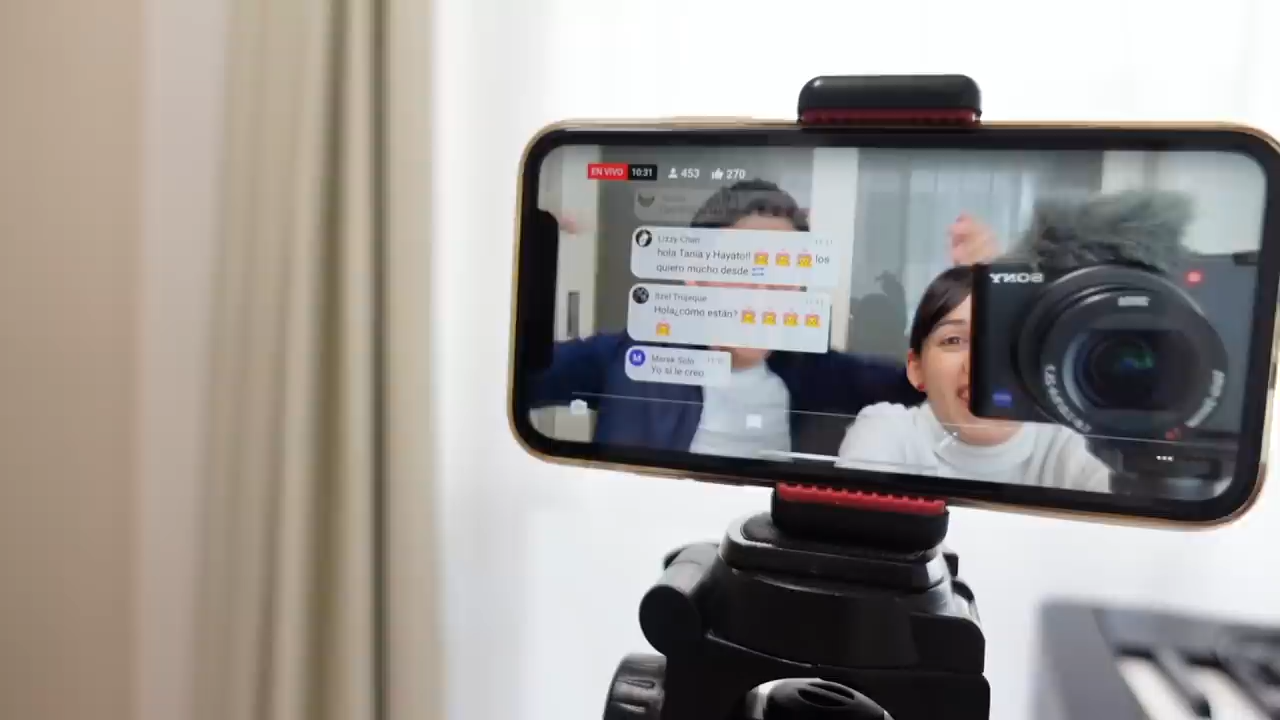 EN VIVO 10:31 453 270
Lizzy Chan
hola Tania y Hayato!! los
quiero mucho desde
Itzel Trujeque
Hola¿cómo están?
Marek Solo
Yo si le creo
SONY